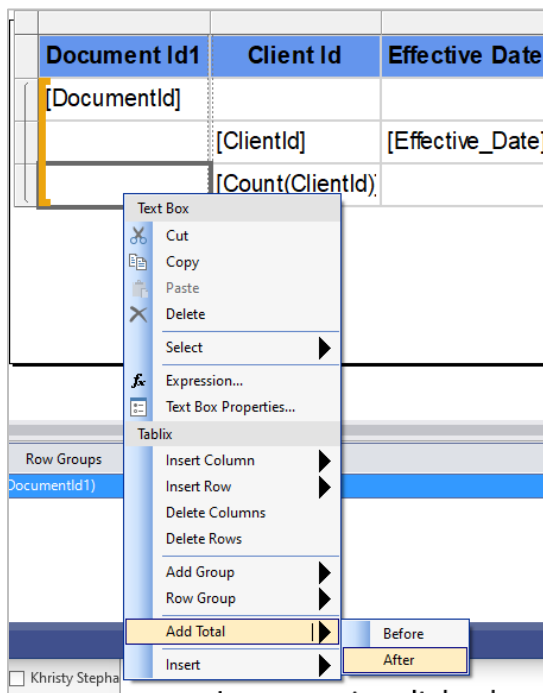 Document Id1 Client Id Effective Date
[DocumentId]
[ClientId] [Effective_Date]
[Count(ClientId)]
Text Box
Cut
Copy
Paste
Delete
Select
fx Expression...
Text Box Properties...
Tablix
Row Groups Insert Column
DocumentId1) Insert Row
Delete Columns
Delete Rows
Add Group
Row Group
Add Total Before
After
Khristy Stepha Insert